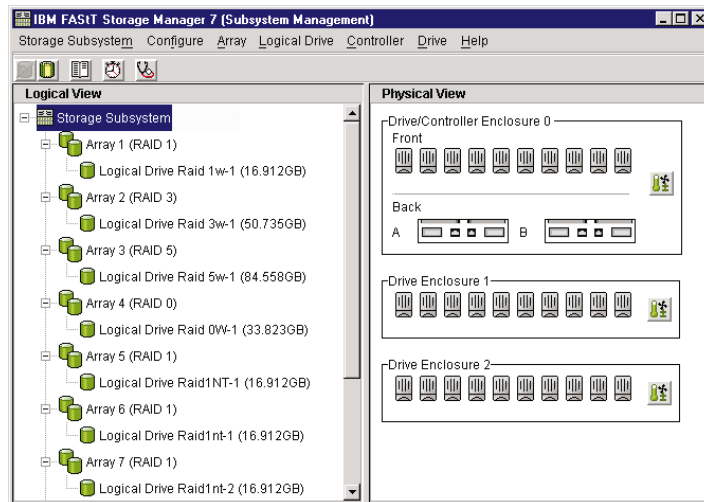 IBM FAStT Storage Manager 7 (Subsystem Management)
Storage Subsystem Configure Array Logical Drive Controller Drive Help
Logical View
Storage Subsystem
Array 1 (RAID 1)
Logical Drive Raid 1w-1 (16.912GB)
Array 2 (RAID 3)
Logical Drive Raid 3w-1 (50.735GB)
Array 3 (RAID 5)
Logical Drive Raid 5w-1 (84.558GB)
Array 4 (RAID 0)
Logical Drive Raid 0W-1 (33.823GB)
Array 5 (RAID 1)
Logical Drive Raid1NT-1 (16.912GB)
Array 6 (RAID 1)
Logical Drive Raid1nt-1 (16.912GB)
Array 7 (RAID 1)
Logical Drive Raid1nt-2 (16.912GB)
Physical View
Drive/Controller Enclosure 0
Front
Back
A B
Drive Enclosure 1
Drive Enclosure 2